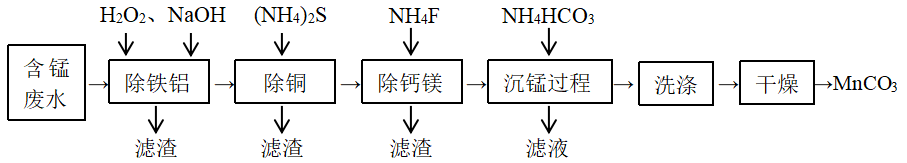 H₂O₂、NaOH (NH₄)₂S NH₄F NH₄HCO₃
含锰废水 除铁铝 除铜 除钙镁 沉锰过程 洗涤 干燥 MnCO₃
滤渣 滤渣 滤渣 滤液